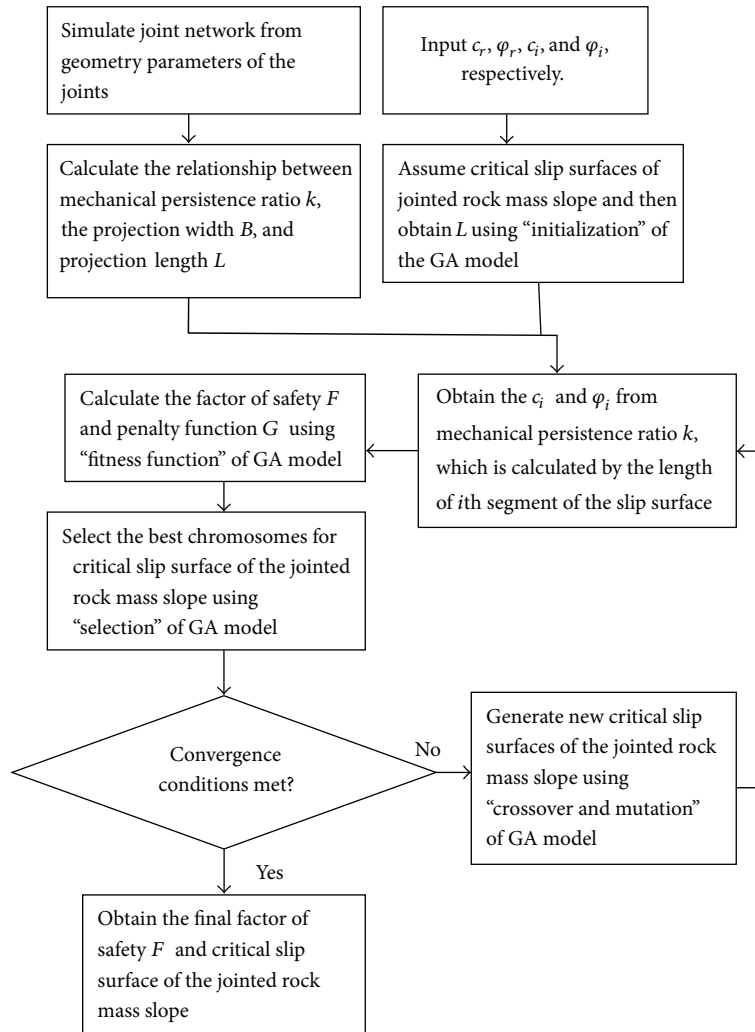 Simulate joint network from
geometry parameters of the
joints
Input c_r, φ_r, c_i, and φ_i,
respectively.
Calculate the relationship between
mechanical persistence ratio k,
the projection width B, and
projection length L
Assume critical slip surfaces of
jointed rock mass slope and then
obtain L using “initialization” of
the GA model
Calculate the factor of safety F
and penalty function G using
“fitness function” of GA model
Obtain the c_i and φ_i from
mechanical persistence ratio k,
which is calculated by the length
of ith segment of the slip surface
Select the best chromosomes for
critical slip surface of the jointed
rock mass slope using
“selection” of GA model
Convergence
conditions met?
No
Generate new critical slip
surfaces of the jointed rock
mass slope using
“crossover and mutation”
of GA model
Yes
Obtain the final factor of
safety F and critical slip
surface of the jointed rock
mass slope